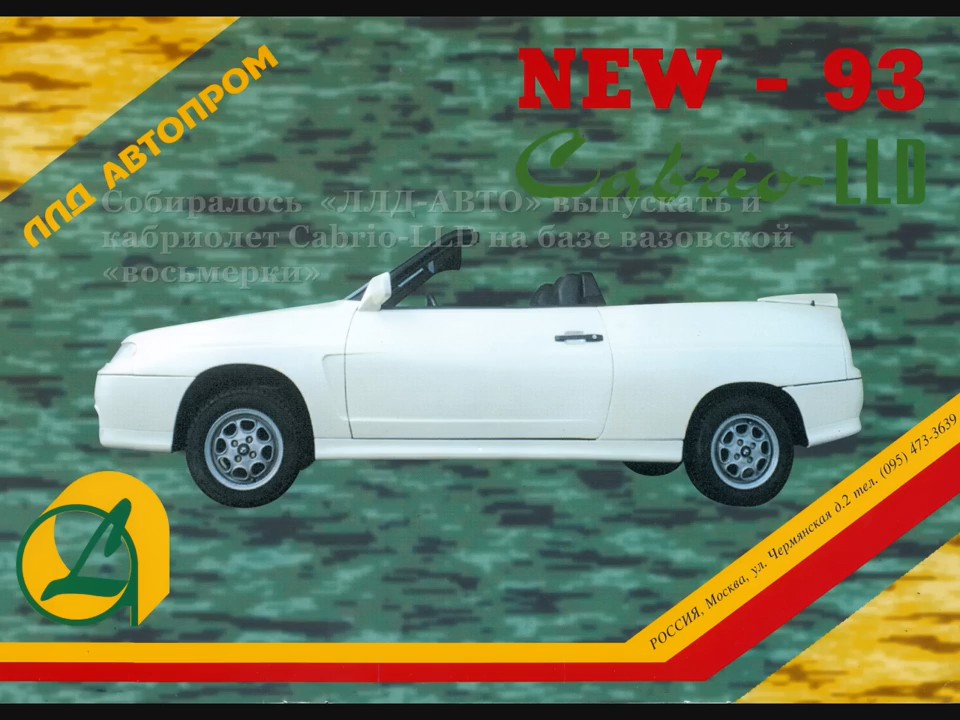 NEW - 93
Cabrio-LLD
ЛЛД АВТОПРОМ
Собиралось «ЛЛД-АВТО» выпускать и
кабриолет Cabrio-LLD на базе вазовской
«восьмерки»
РОССИЯ, Москва, ул. Чермянская д.2 тел. (095) 473-3639